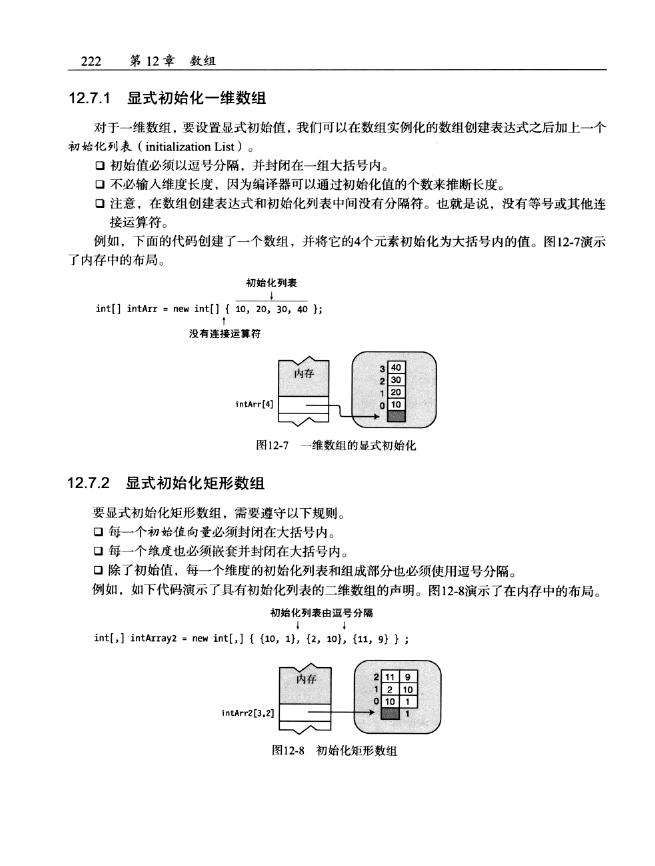 222 第 12 章 数组
12.7.1 显式初始化一维数组
对于一维数组，要设置显式初始值，我们可以在数组实例化的数组创建表达式之后加上一个
初始化列表（initialization List）。
❑ 初始值必须以逗号分隔，并封闭在一组大括号内。
❑ 不必输入维度长度，因为编译器可以通过初始化值的个数来推断长度。
❑ 注意，在数组创建表达式和初始化列表中间没有分隔符。也就是说，没有等号或其他连
接运算符。
例如，下面的代码创建了一个数组，并将它的4个元素初始化为大括号内的值。图12-7演示
了内存中的布局。
初始化列表
↓
int[] intArr = new int[] { 10, 20, 30, 40 };
↑
没有连接运算符
内存
intArr[4]
3 40
2 30
1 20
0 10
图12-7 一维数组的显式初始化
12.7.2 显式初始化矩形数组
要显式初始化矩形数组，需要遵守以下规则。
❑ 每一个初始值向量必须封闭在大括号内。
❑ 每一个维度也必须嵌套并封闭在大括号内。
❑ 除了初始值，每一个维度的初始化列表和组成部分也必须使用逗号分隔。
例如，如下代码演示了具有初始化列表的二维数组的声明。图12-8演示了在内存中的布局。
初始化列表由逗号分隔
↓ ↓
int[,] intArray2 = new int[,] { {10, 1}, {2, 10}, {11, 9} } ;
内存
intArr2[3,2]
2 11 9
1 2 10
0 10 1
1
图12-8 初始化矩形数组